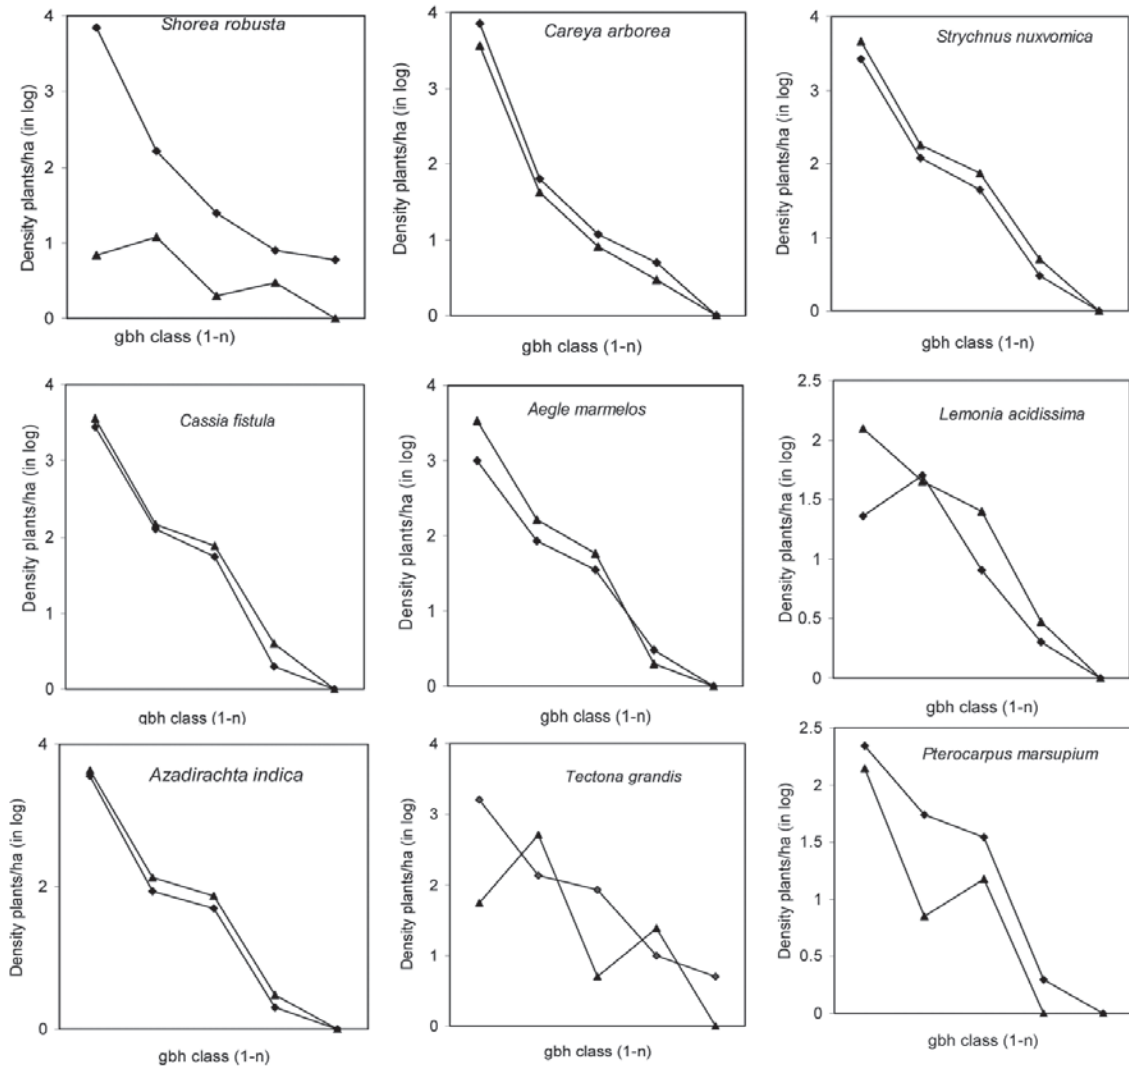 Shorea robusta
Density plants/ha (in log)
4
3
2
1
0
gbh class (1-n)
Careya arborea
Density plants/ha (in log)
4
3
2
1
0
gbh class (1-n)
Strychnus nuxvomica
Density plants/ha (in log)
4
3
2
1
0
gbh class (1-n)
Cassia fistula
Density plants/ha (in log)
4
3
2
1
0
gbh class (1-n)
Aegle marmelos
Density plants/ha (in log)
4
3
2
1
0
gbh class (1-n)
Lemonia acidissima
Density plants/ha (in log)
2.5
2
1.5
1
0.5
0
gbh class (1-n)
Azadirachta indica
Density plants/ha (in log)
4
2
0
gbh class (1-n)
Tectona grandis
Density plants/ha (in log)
4
3
2
1
0
gbh class (1-n)
Pterocarpus marsupium
Density plants/ha (in log)
2.5
2
1.5
1
0.5
0
gbh class (1-n)